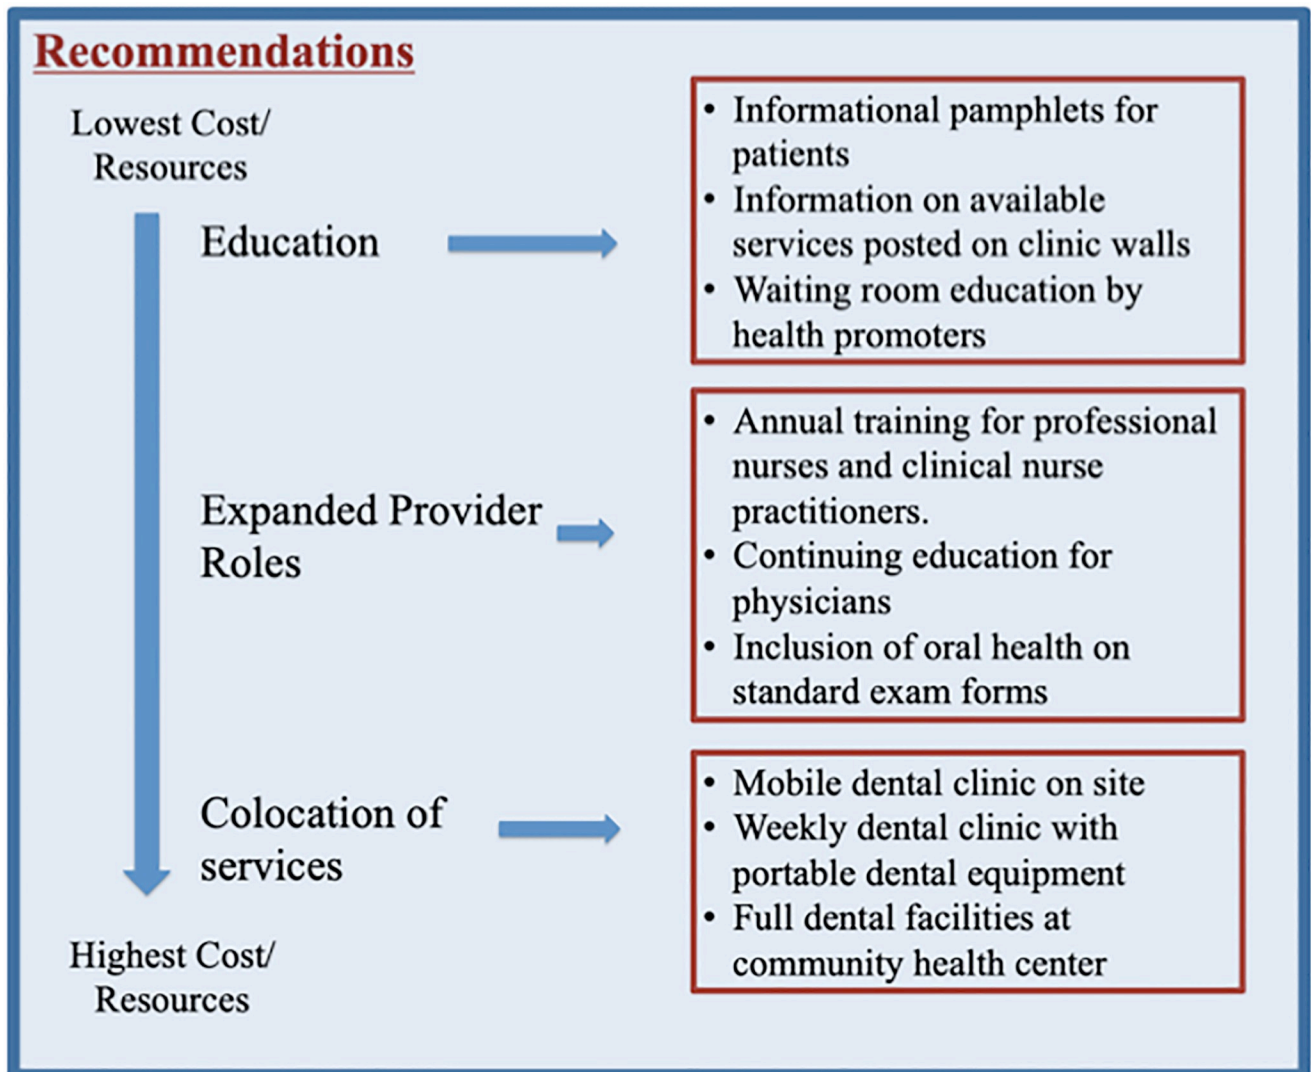 Recommendations
Lowest Cost/
Resources
Education
• Informational pamphlets for
patients
• Information on available
services posted on clinic walls
• Waiting room education by
health promoters
Expanded Provider
Roles
• Annual training for professional
nurses and clinical nurse
practitioners.
• Continuing education for
physicians
• Inclusion of oral health on
standard exam forms
Colocation of
services
• Mobile dental clinic on site
• Weekly dental clinic with
portable dental equipment
• Full dental facilities at
community health center
Highest Cost/
Resources